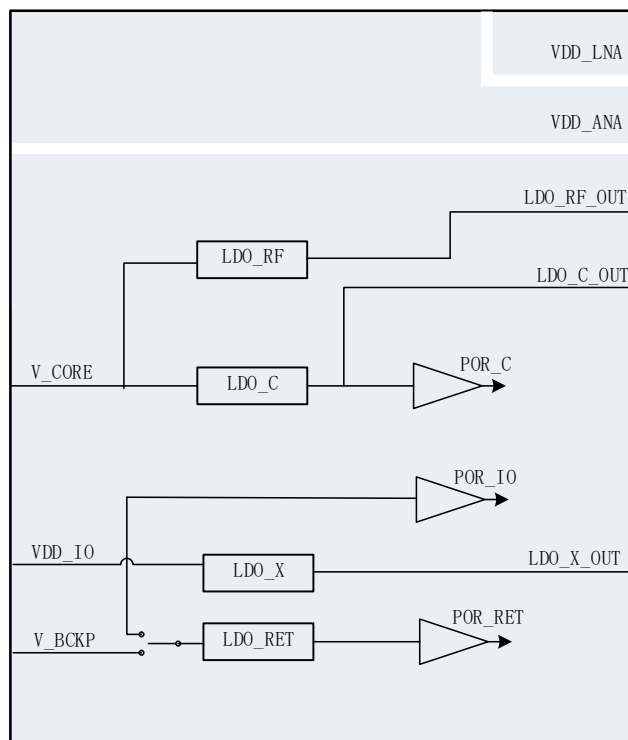 VDD_LNA
VDD_ANA
LDO_RF_OUT
LDO_RF
LDO_C_OUT
V_CORE
LDO_C
POR_C
POR_IO
VDD_IO
LDO_X
LDO_X_OUT
V_BCKP
LDO_RET
POR_RET